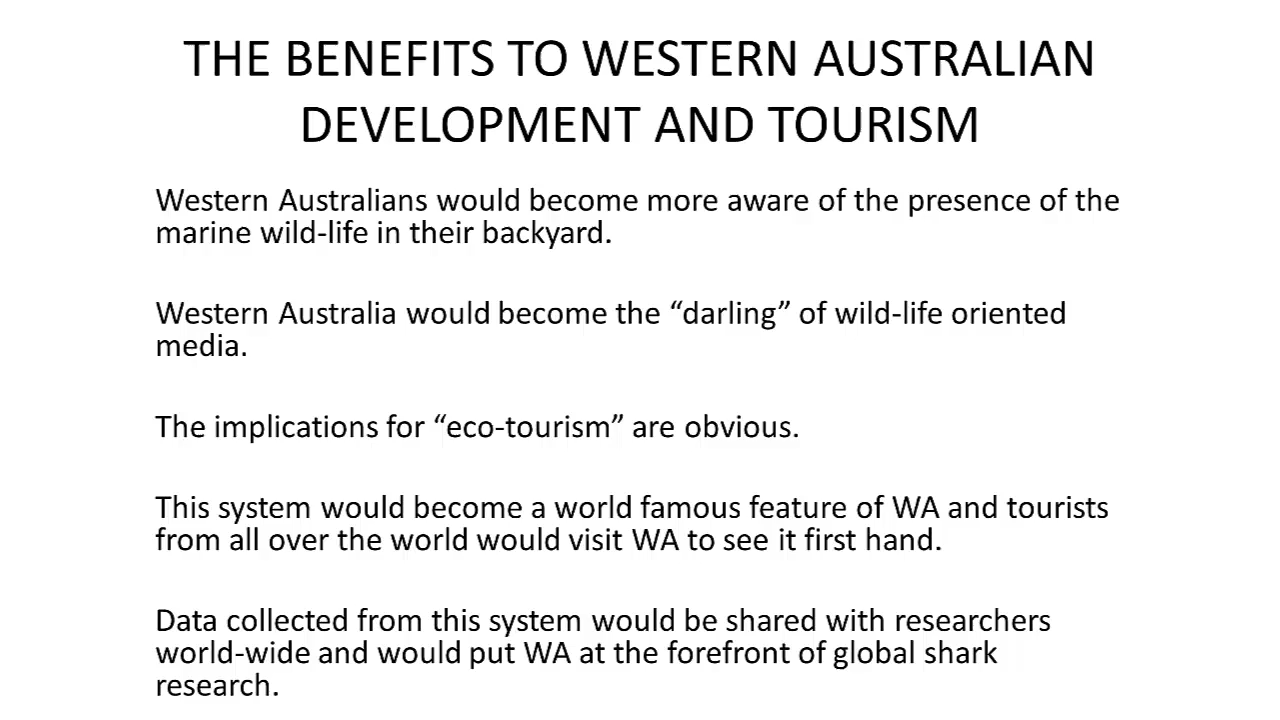 THE BENEFITS TO WESTERN AUSTRALIAN
DEVELOPMENT AND TOURISM
Western Australians would become more aware of the presence of the
marine wild-life in their backyard.
Western Australia would become the “darling” of wild-life oriented
media.
The implications for “eco-tourism” are obvious.
This system would become a world famous feature of WA and tourists
from all over the world would visit WA to see it first hand.
Data collected from this system would be shared with researchers
world-wide and would put WA at the forefront of global shark
research.